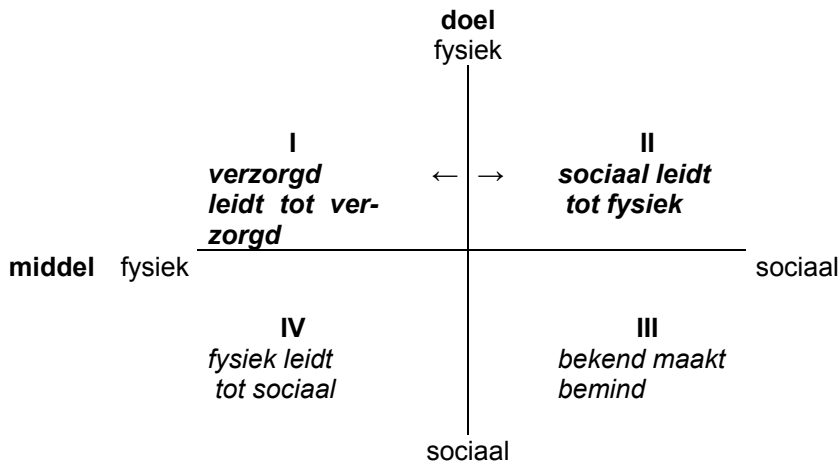 doel
fysiek
I
verzorgd
leidt tot ver-
zorgd
← →
II
sociaal leidt
tot fysiek
middel fysiek
sociaal
IV
fysiek leidt
tot sociaal
III
bekend maakt
bemind
sociaal